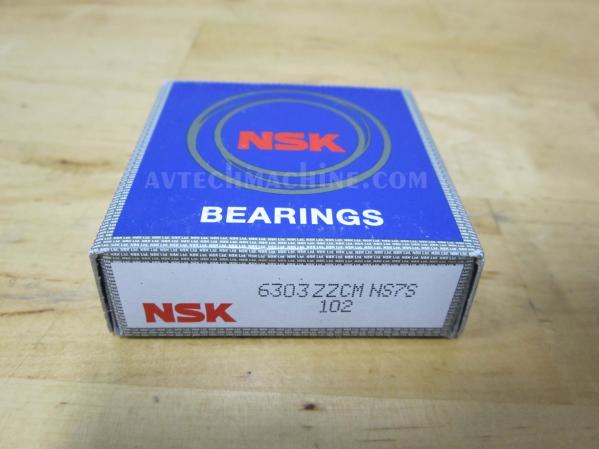 NSK
AVTECHMACHINE.COM
BEARINGS
NSK
6303ZZCM NS7S
102